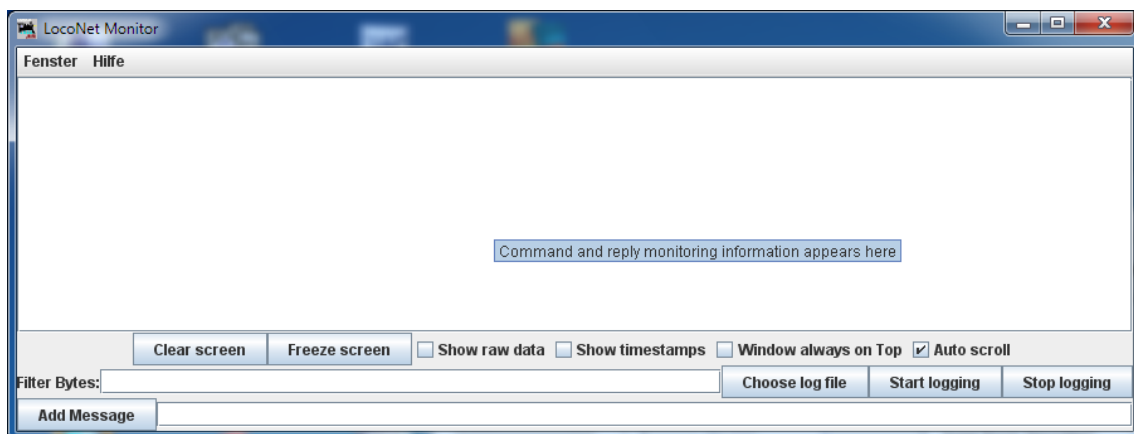 LocoNet Monitor
Fenster Hilfe
Command and reply monitoring information appears here
Clear screen Freeze screen Show raw data Show timestamps Window always on Top Auto scroll
Filter Bytes: Choose log file Start logging Stop logging
Add Message